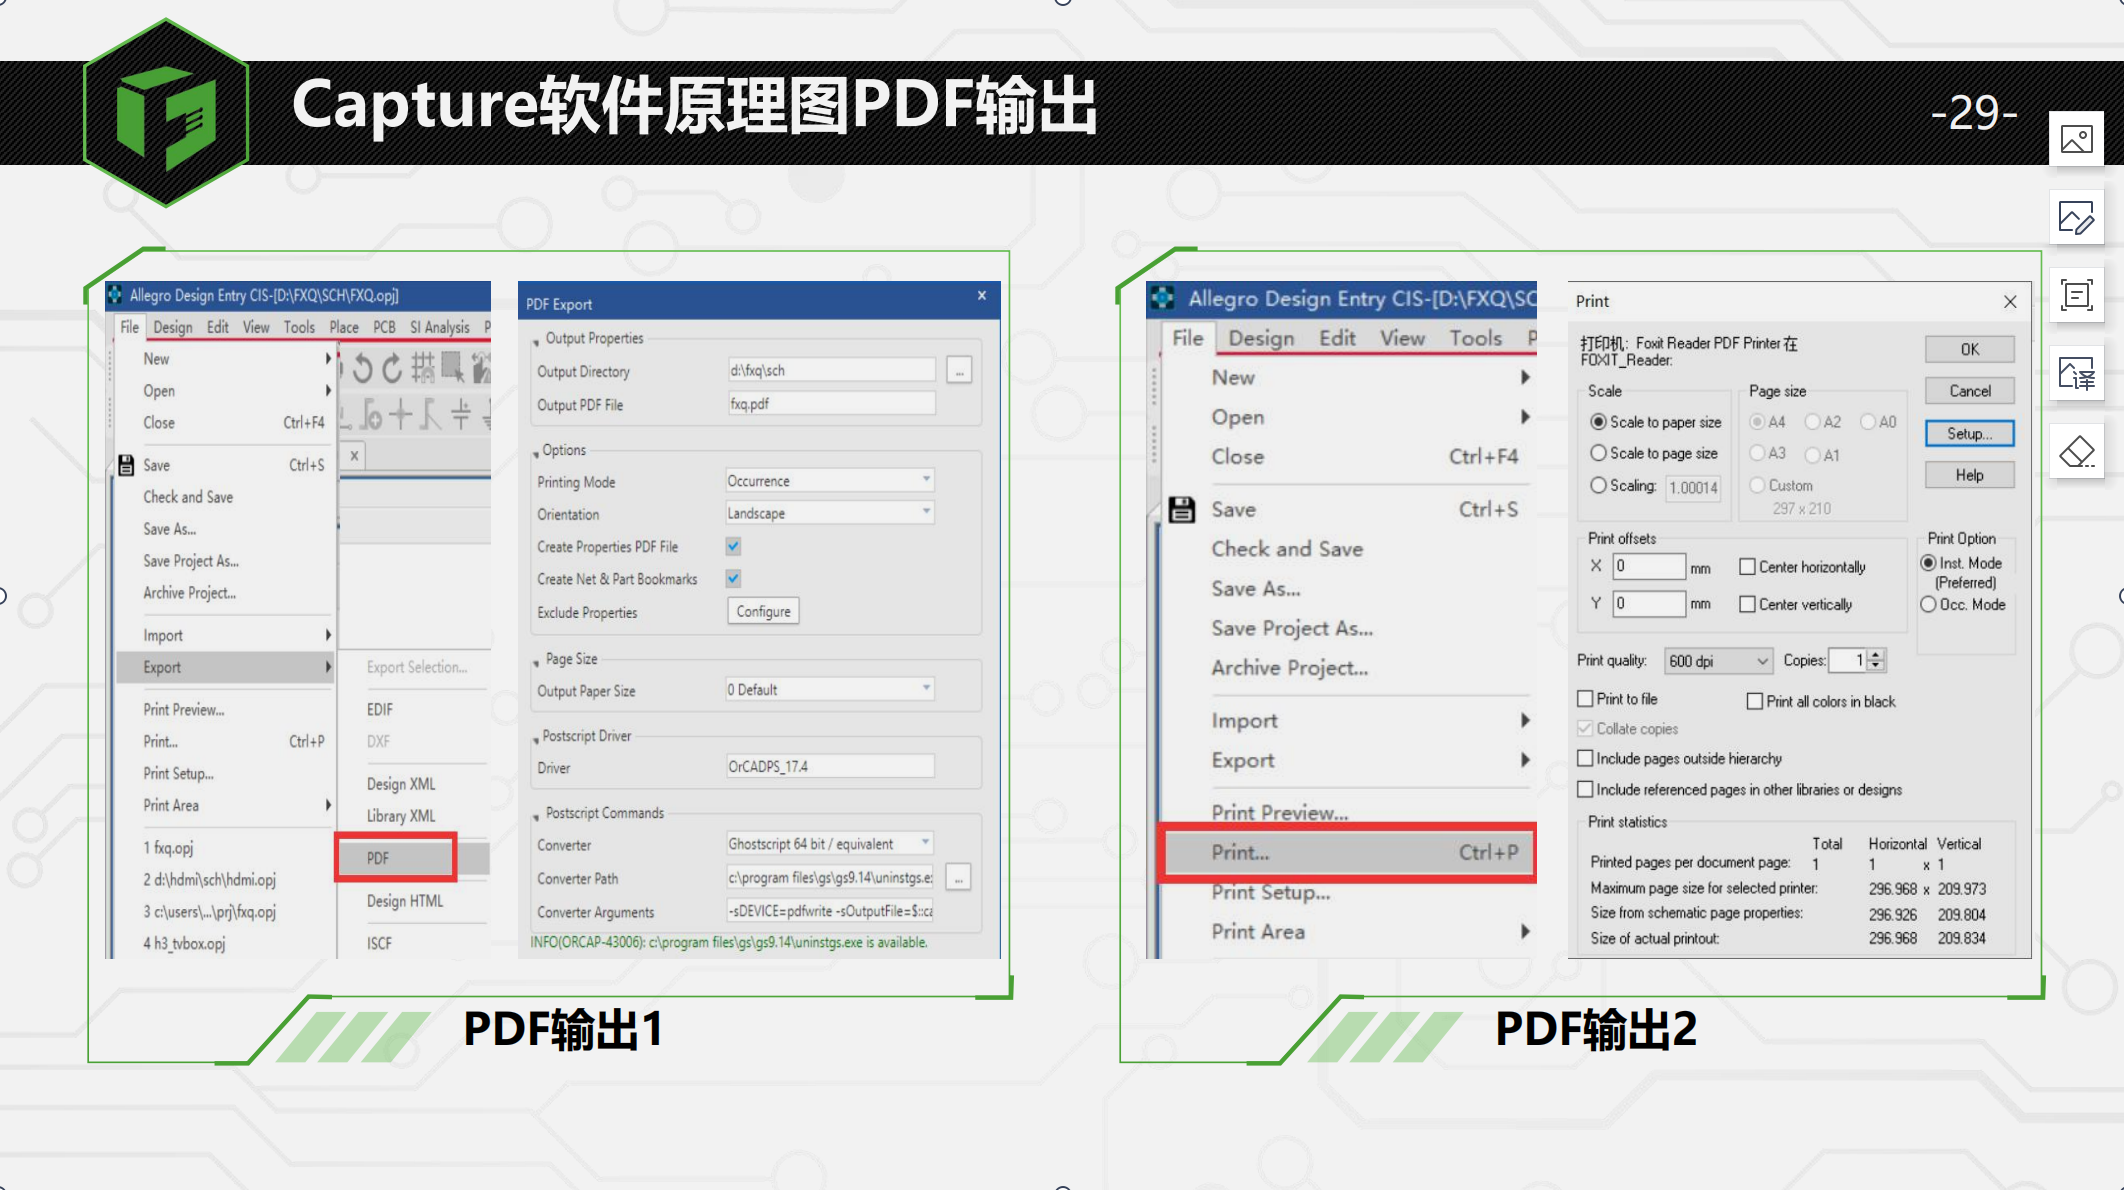 Capture软件原理图PDF输出
-29-
Allegro Design Entry CIS-[D:\FXQ\SCH\FXQ.opj]
File Design Edit View Tools Place PCB SI Analysis P
New
Open
Close Ctrl+F4
x
Save Ctrl+S
Check and Save
Save As...
Save Project As...
Archive Project...
Import
Export
Export Selection...
Print Preview...
EDIF
Print... Ctrl+P
DXF
Print Setup...
Design XML
Print Area
Library XML
1 fxq.opj
PDF
2 d:\hdmi\sch\hdmi.opj
Design HTML
3 c:\users\...\prj\fxq.opj
4 h3_tvbox.opj
ISCF
PDF Export x
Output Properties
Output Directory d:\fxq\sch ...
Output PDF File fxq.pdf
Options
Printing Mode Occurrence
Orientation Landscape
Create Properties PDF File
Create Net & Part Bookmarks
Exclude Properties Configure
Page Size
Output Paper Size 0 Default
Postscript Driver
Driver OrCADPS_17.4
Postscript Commands
Converter Ghostscript 64 bit / equivalent
Converter Path c:\program files\gs\gs9.14\uninstgs.e ...
Converter Arguments -sDEVICE=pdfwrite -sOutputFile=$::ca
INFO(ORCAP-43006): c:\program files\gs\gs9.14\uninstgs.exe is available.
PDF输出1
Allegro Design Entry CIS-[D:\FXQ\SC
File Design Edit View Tools P
New
Open
Close Ctrl+F4
Save Ctrl+S
Check and Save
Save As...
Save Project As...
Archive Project...
Import
Export
Print Preview...
Print... Ctrl+P
Print Setup...
Print Area
Print
打印机: Foxit Reader PDF Printer 在
FOXIT_Reader:
OK
Cancel
Setup...
Help
Scale
Scale to paper size
Scale to page size
Scaling: 1.00014
Page size
A4 A2 A0
A3 A1
Custom
297 x 210
Print offsets
X 0 mm Center horizontally
Y 0 mm Center vertically
Print Option
Inst. Mode
(Preferred)
Occ. Mode
Print quality: 600 dpi Copies: 1
Print to file Print all colors in black
Collate copies
Include pages outside hierarchy
Include referenced pages in other libraries or designs
Print statistics
Total Horizontal Vertical
Printed pages per document page: 1 1 x 1
Maximum page size for selected printer: 296.968 x 209.973
Size from schematic page properties: 296.926 209.804
Size of actual printout: 296.968 209.834
PDF输出2
译